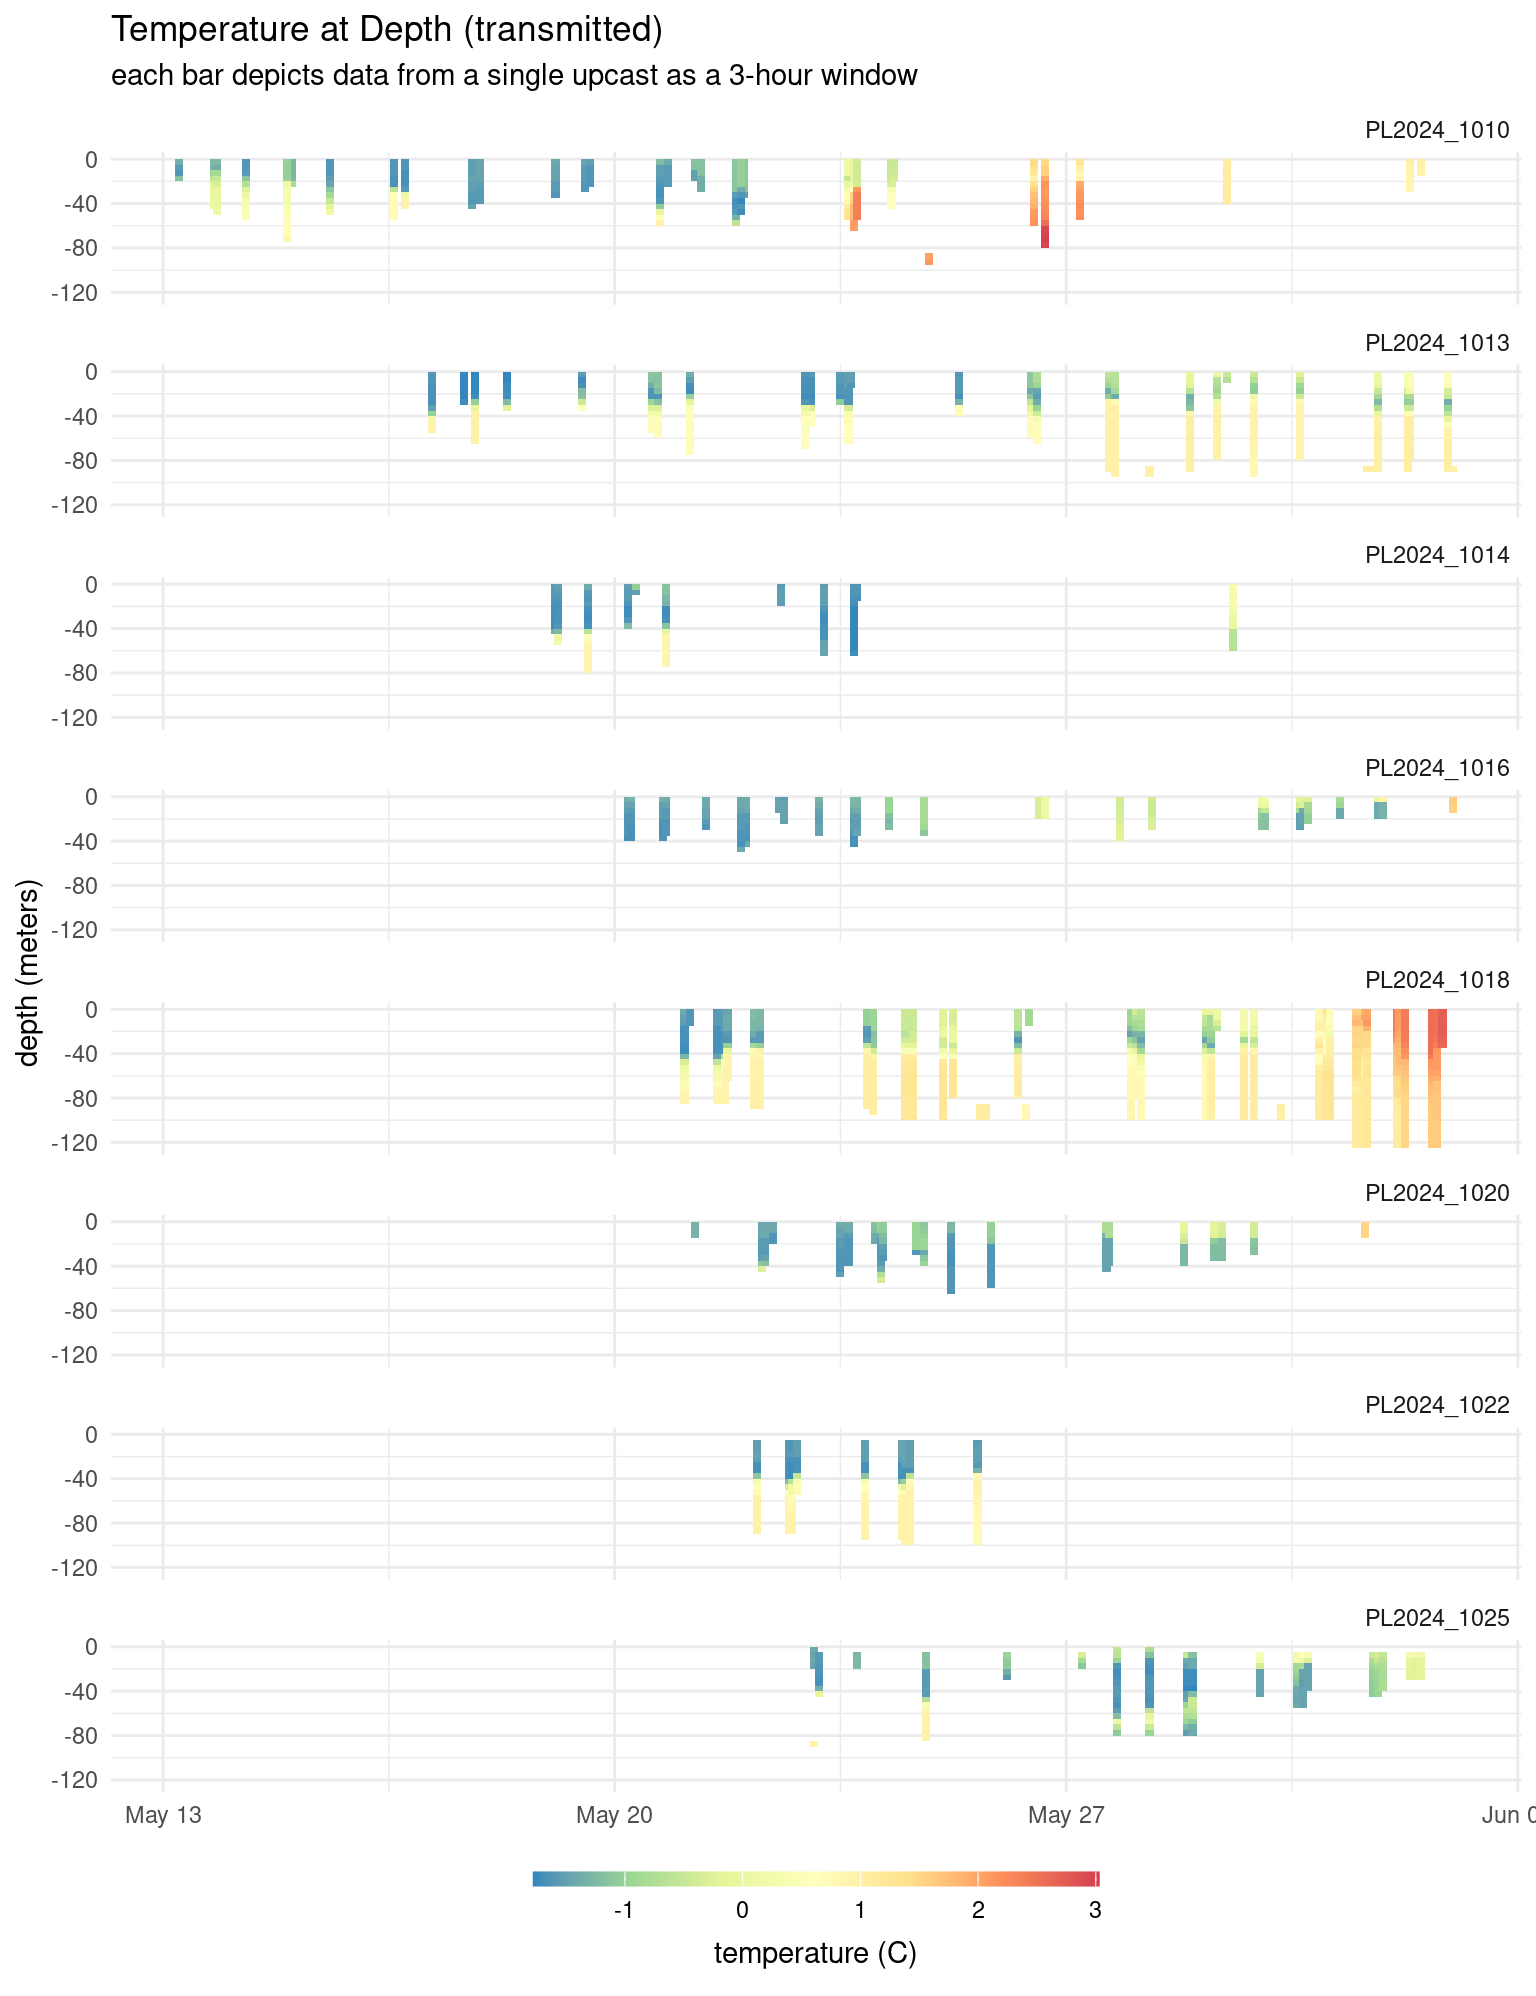 Temperature at Depth (transmitted)
each bar depicts data from a single upcast as a 3-hour window
PL2024_1010
0
-40
-80
-120
PL2024_1013
0
-40
-80
-120
PL2024_1014
0
-40
-80
-120
PL2024_1016
0
-40
-80
-120
depth (meters)
PL2024_1018
0
-40
-80
-120
PL2024_1020
0
-40
-80
-120
PL2024_1022
0
-40
-80
-120
PL2024_1025
0
-40
-80
-120
May 13 May 20 May 27 Jun
-1 0 1 2 3
temperature (C)